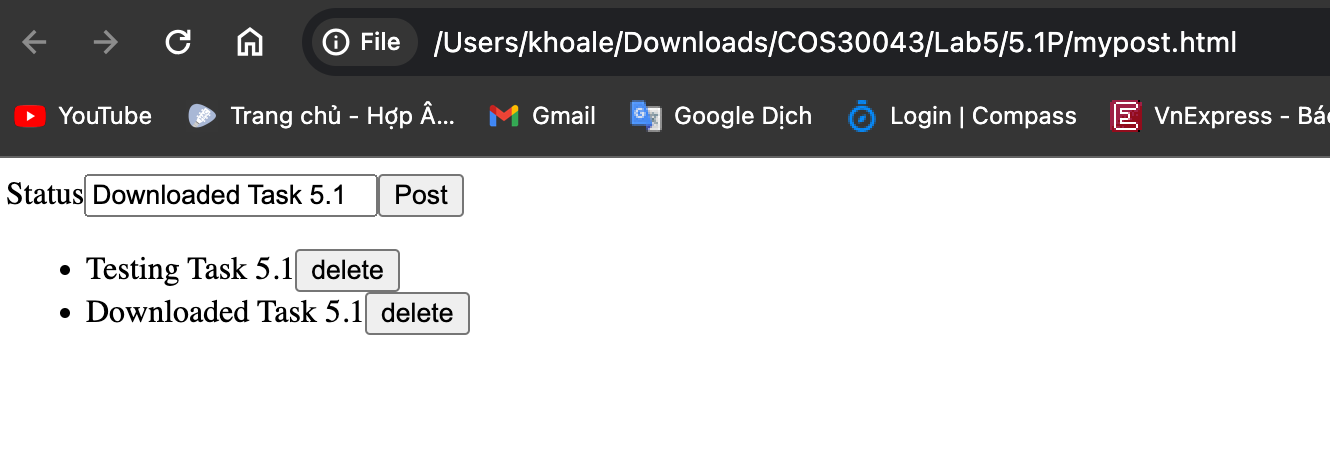 File /Users/khoale/Downloads/COS30043/Lab5/5.1P/mypost.html
YouTube Trang chủ - Hợp Â... Gmail Google Dịch Login | Compass VnExpress - Bá
Status Downloaded Task 5.1 Post
Testing Task 5.1 delete
Downloaded Task 5.1 delete